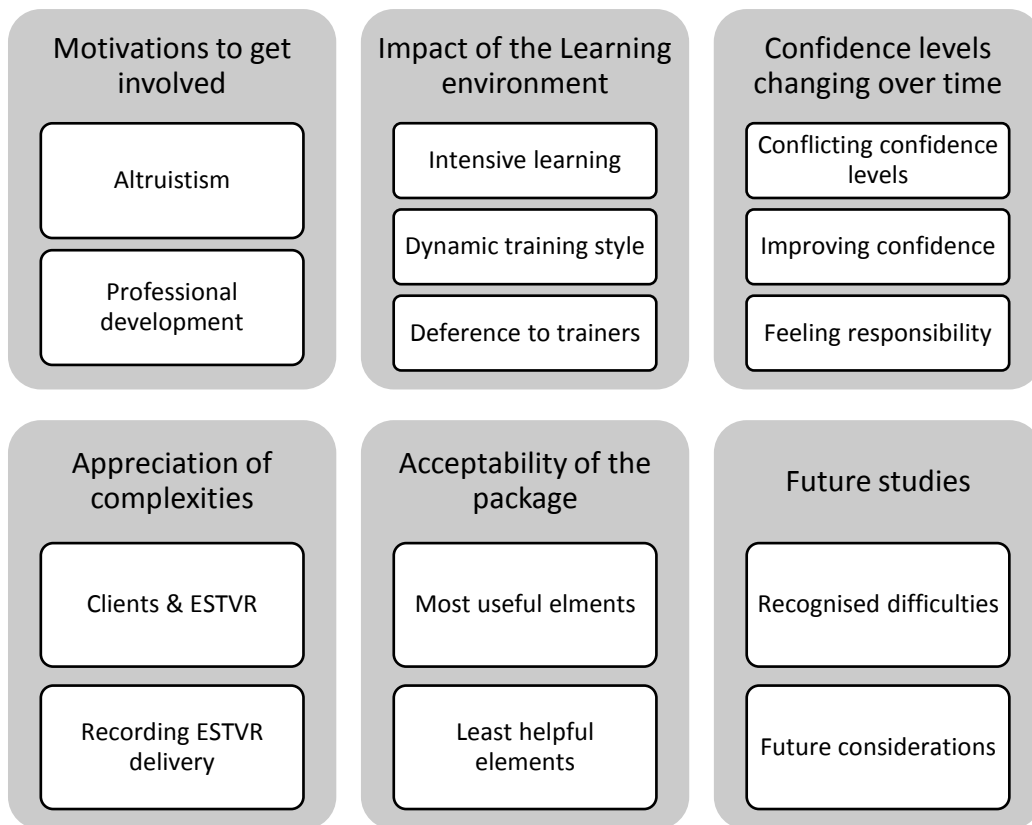 Motivations to get
involved
Altruistism
Professional
development
Impact of the Learning
environment
Intensive learning
Dynamic training style
Deference to trainers
Confidence levels
changing over time
Conflicting confidence
levels
Improving confidence
Feeling responsibility
Appreciation of
complexities
Clients & ESTVR
Recording ESTVR
delivery
Acceptability of the
package
Most useful elments
Least helpful
elements
Future studies
Recognised difficulties
Future considerations